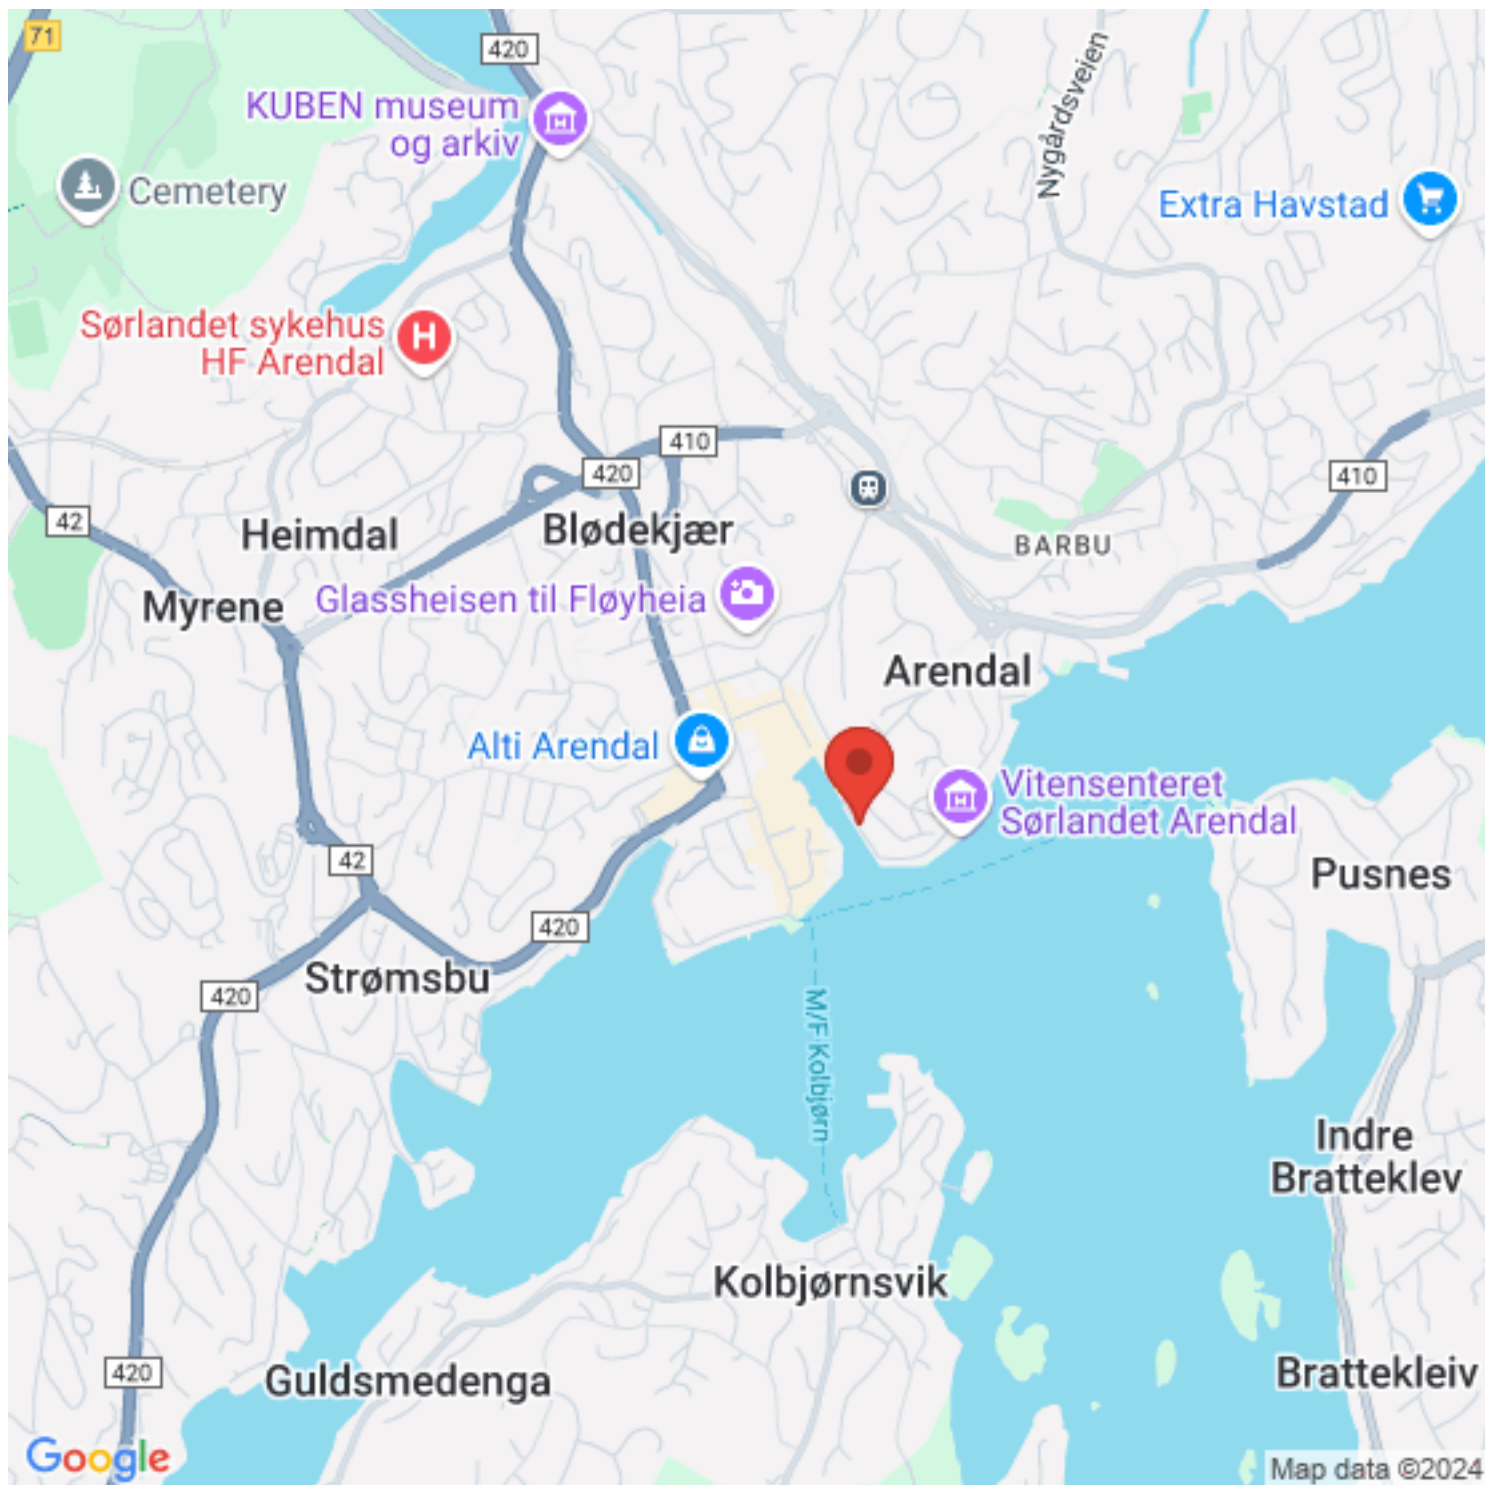 71
420
KUBEN museum
og arkiv
Nygårdsveien
Cemetery
Extra Havstad
Sørlandet sykehus
HF Arendal
410
420
410
42
Heimdal
Blødekjær
BARBU
Myrene
Glassheisen til Fløyheia
Arendal
Alti Arendal
Vitensenteret
Sørlandet Arendal
42
Pusnes
420
Strømsbu
420
M/F Kolbjørn
Indre
Bratteklev
Kolbjørnsvik
420
Guldsmedenga
Brattekleiv
Google
Map data ©2024